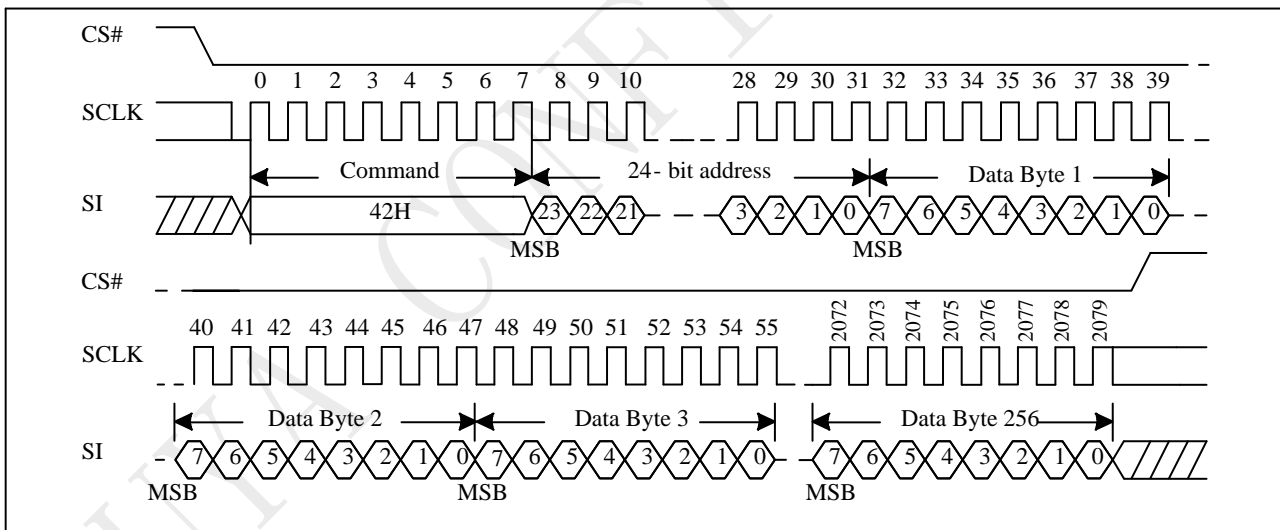 CS#
0 1 2 3 4 5 6 7 8 9 10 28 29 30 31 32 33 34 35 36 37 38 39
SCLK
Command 24- bit address Data Byte 1
SI 42H 23 22 21 3 2 1 0 7 6 5 4 3 2 1 0
MSB MSB
CS#
40 41 42 43 44 45 46 47 48 49 50 51 52 53 54 55 2072 2073 2074 2075 2076 2077 2078 2079
SCLK
Data Byte 2 Data Byte 3 Data Byte 256
SI 7 6 5 4 3 2 1 0 7 6 5 4 3 2 1 0 7 6 5 4 3 2 1 0
MSB MSB MSB